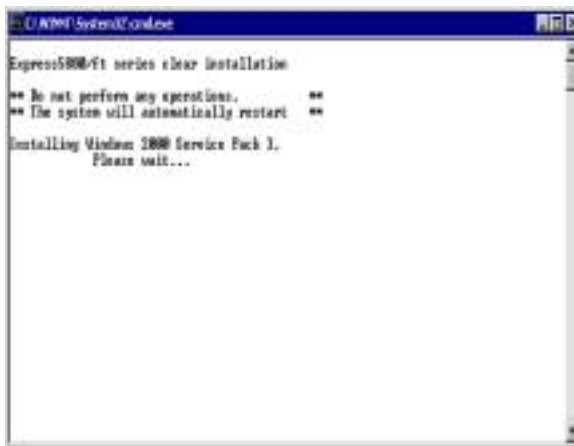 C:\WINNT\System32\cmd.exe
Express5800/ft series clear installation
** Do not perform any operations. **
** The system will automatically restart **
Installing Windows 2000 Service Pack 3.
Please wait...